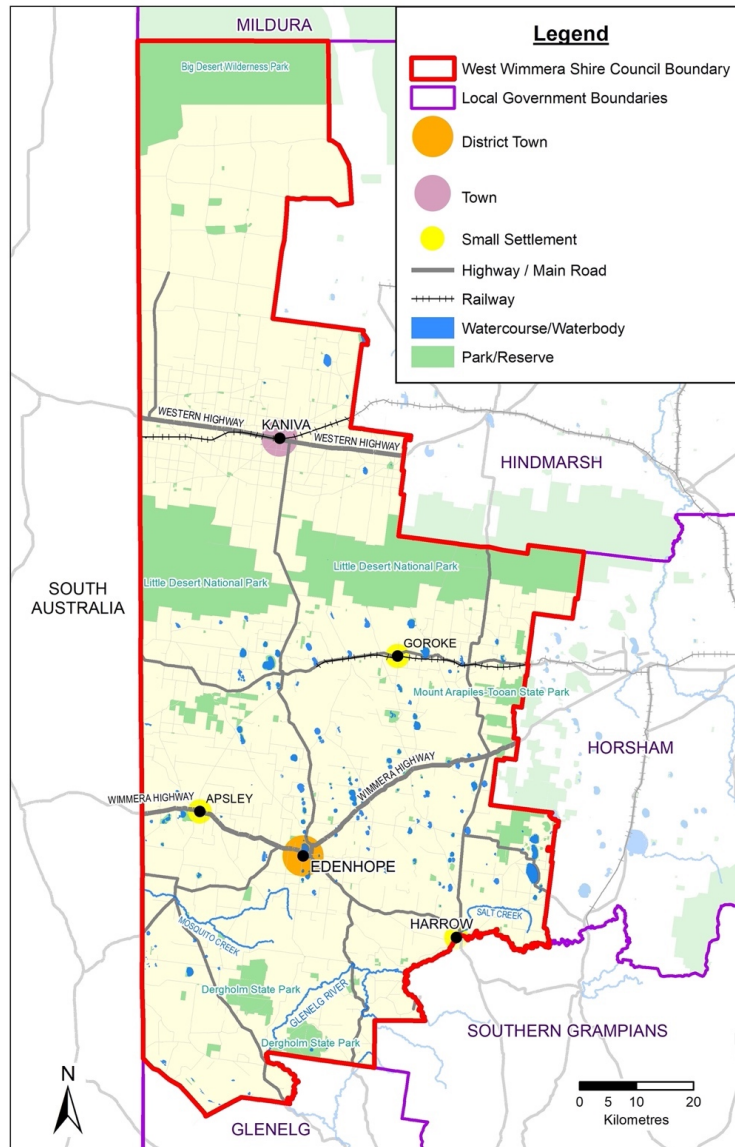 MILDURA
Big Desert Wilderness Park
Legend
West Wimmera Shire Council Boundary
Local Government Boundaries
District Town
Town
Small Settlement
Highway / Main Road
Railway
Watercourse/Waterbody
Park/Reserve
WESTERN HIGHWAY
KANIVA
WESTERN HIGHWAY
HINDMARSH
SOUTH
AUSTRALIA
Little Desert National Park
Little Desert National Park
GOROKE
Mount Arapiles-Tooan State Park
HORSHAM
WIMMERA HIGHWAY
WIMMERA HIGHWAY
APSLEY
EDENHOPE
HARROW
SALT CREEK
MOSQUITO CREEK
Dergholm State Park
GLENELG RIVER
Dergholm State Park
SOUTHERN GRAMPIANS
N
GLENELG
0 5 10 20
Kilometres